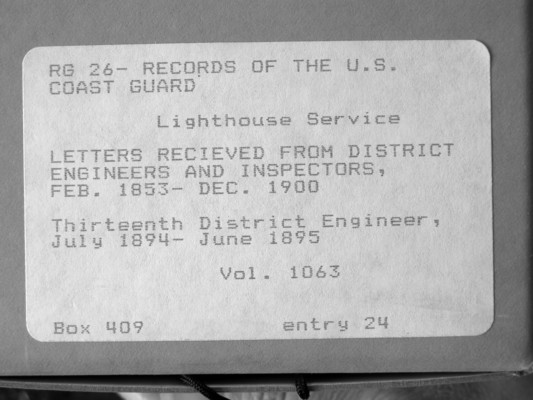 RG 26- RECORDS OF THE U.S.
COAST GUARD
Lighthouse Service
LETTERS RECIEVED FROM DISTRICT
ENGINEERS AND INSPECTORS,
FEB. 1853- DEC. 1900
Thirteenth District Engineer,
July 1894- June 1895
Vol. 1063
Box 409 entry 24